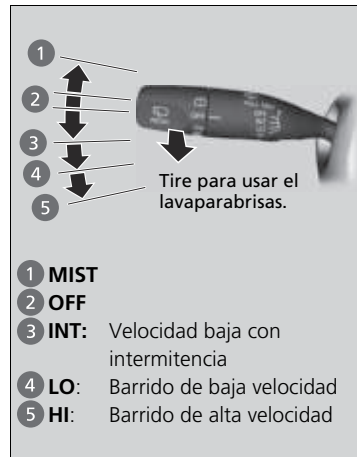 1
2
3
4
5
Tire para usar el
lavaparabrisas.
1 MIST
2 OFF
3 INT: Velocidad baja con
intermitencia
4 LO: Barrido de baja velocidad
5 HI: Barrido de alta velocidad